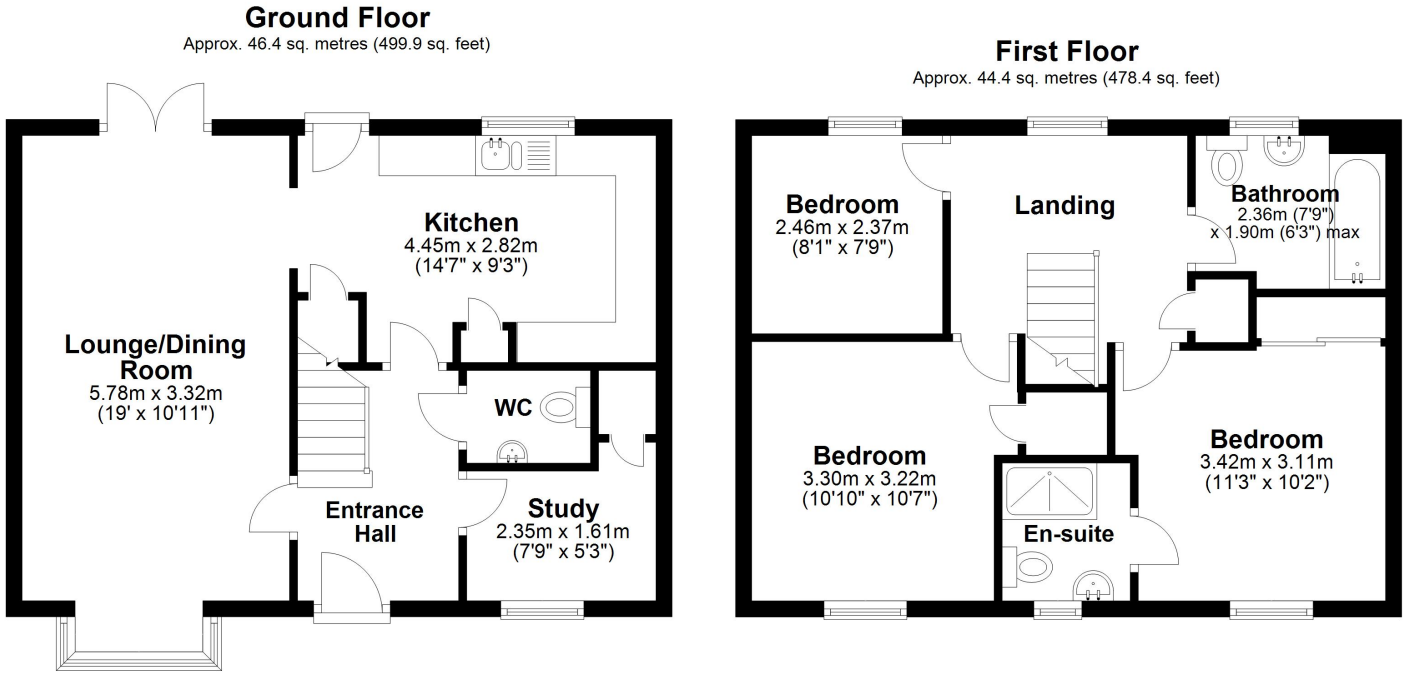 Ground Floor
Approx. 46.4 sq. metres (499.9 sq. feet)
Kitchen
4.45m x 2.82m
(14'7" x 9'3")
Lounge/Dining
Room
5.78m x 3.32m
(19' x 10'11")
WC
Entrance
Hall
Study
2.35m x 1.61m
(7'9" x 5'3")
First Floor
Approx. 44.4 sq. metres (478.4 sq. feet)
Bedroom
2.46m x 2.37m
(8'1" x 7'9")
Landing
Bathroom
2.36m (7'9")
x 1.90m (6'3") max
Bedroom
3.30m x 3.22m
(10'10" x 10'7")
Bedroom
3.42m x 3.11m
(11'3" x 10'2")
En-suite